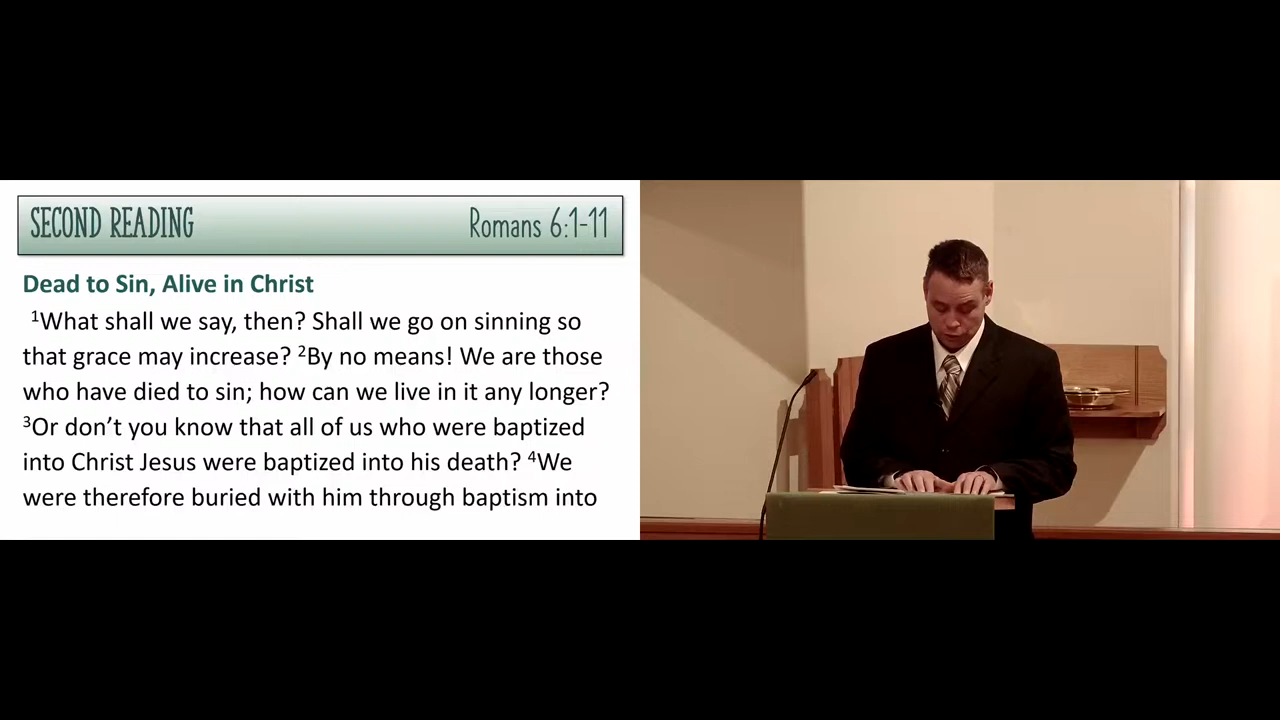 SECOND READING Romans 6:1-11
Dead to Sin, Alive in Christ
¹What shall we say, then? Shall we go on sinning so
that grace may increase? ²By no means! We are those
who have died to sin; how can we live in it any longer?
³Or don’t you know that all of us who were baptized
into Christ Jesus were baptized into his death? ⁴We
were therefore buried with him through baptism into